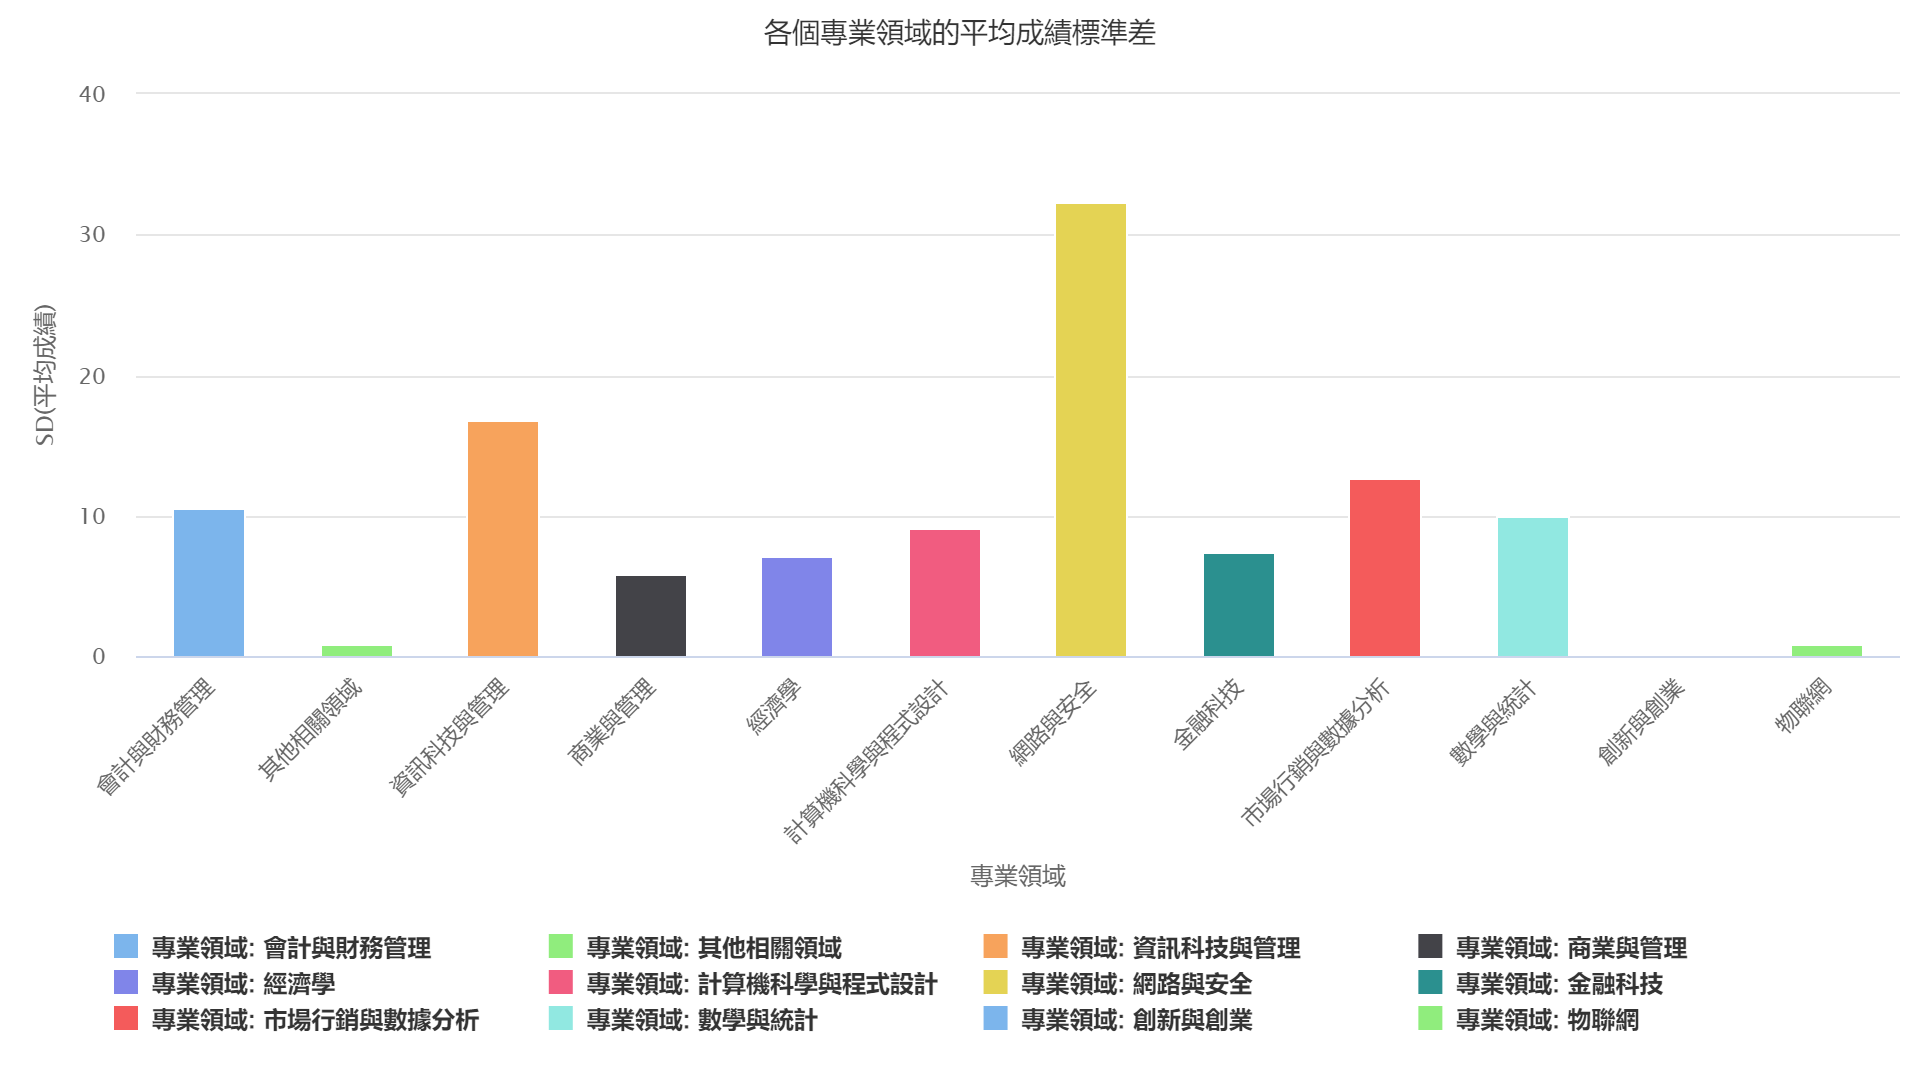 各個專業領域的平均成績標準差
40
30
20
10
0
SD(平均成績)
會計與財務管理
其他相關領域
資訊科技與管理
商業與管理
經濟學
計算機科學與程式設計
網路與安全
金融科技
市場行銷與數據分析
數學與統計
創新與創業
物聯網
專業領域
專業領域: 會計與財務管理
專業領域: 其他相關領域
專業領域: 資訊科技與管理
專業領域: 商業與管理
專業領域: 經濟學
專業領域: 計算機科學與程式設計
專業領域: 網路與安全
專業領域: 金融科技
專業領域: 市場行銷與數據分析
專業領域: 數學與統計
專業領域: 創新與創業
專業領域: 物聯網